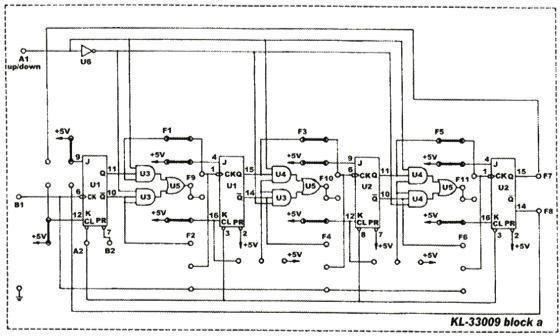 A1
up/down
U6
+5V
F1
F3
F5
9 J Q 11
U3
F9
4 J Q 15
U4
F10
9 J Q 11
U4
F11
4 J Q 15
F7
U5
U5
U5
B1
6 CK U1 Q 10
U3
1 CK U1 Q 14
U3
6 CK U2 Q 10
U4
1 CK U2 Q 14
F8
12 K CL PR
+5V
16 K CL PR
+5V
12 K CL PR
+5V
16 K CL PR
+5V
A2
8
7
B2
F2
3
2
+5V
F4
8
7
+5V
F6
3
2
+5V
+5V
+5V
KL-33009 block a